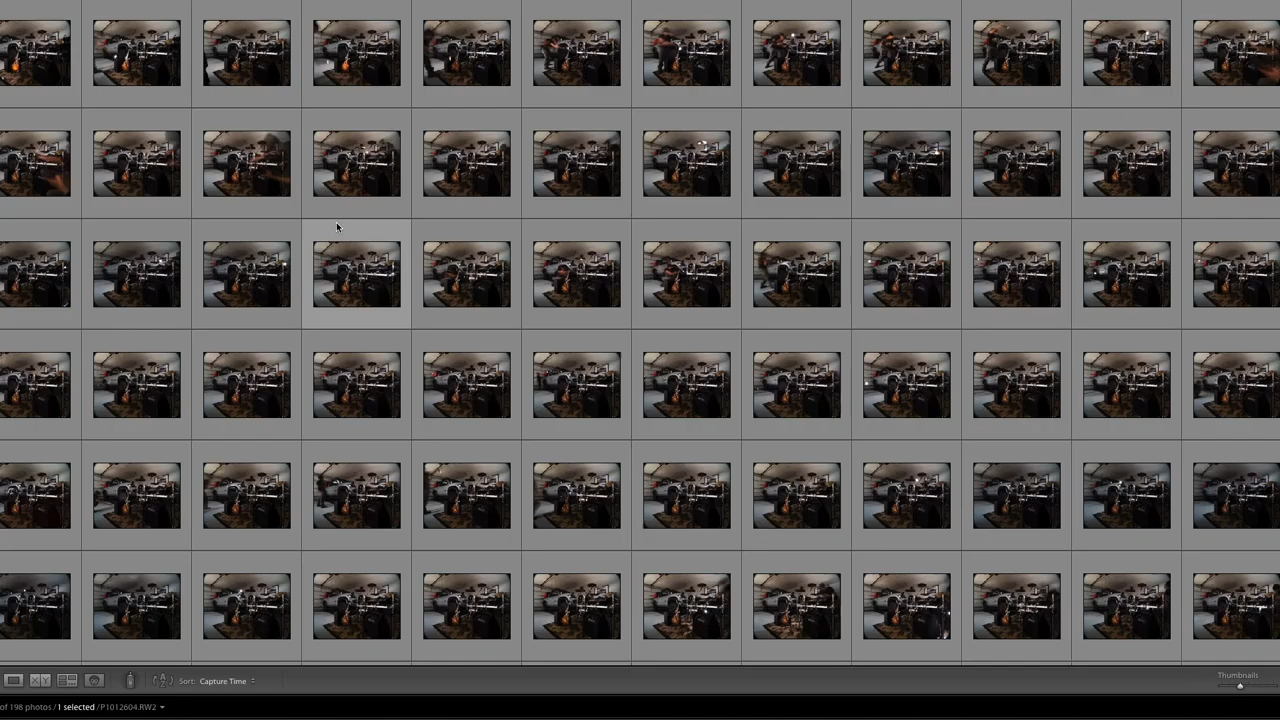 Sort: Capture Time
Thumbnails
of 198 photos / 1 selected / P1012604.RW2